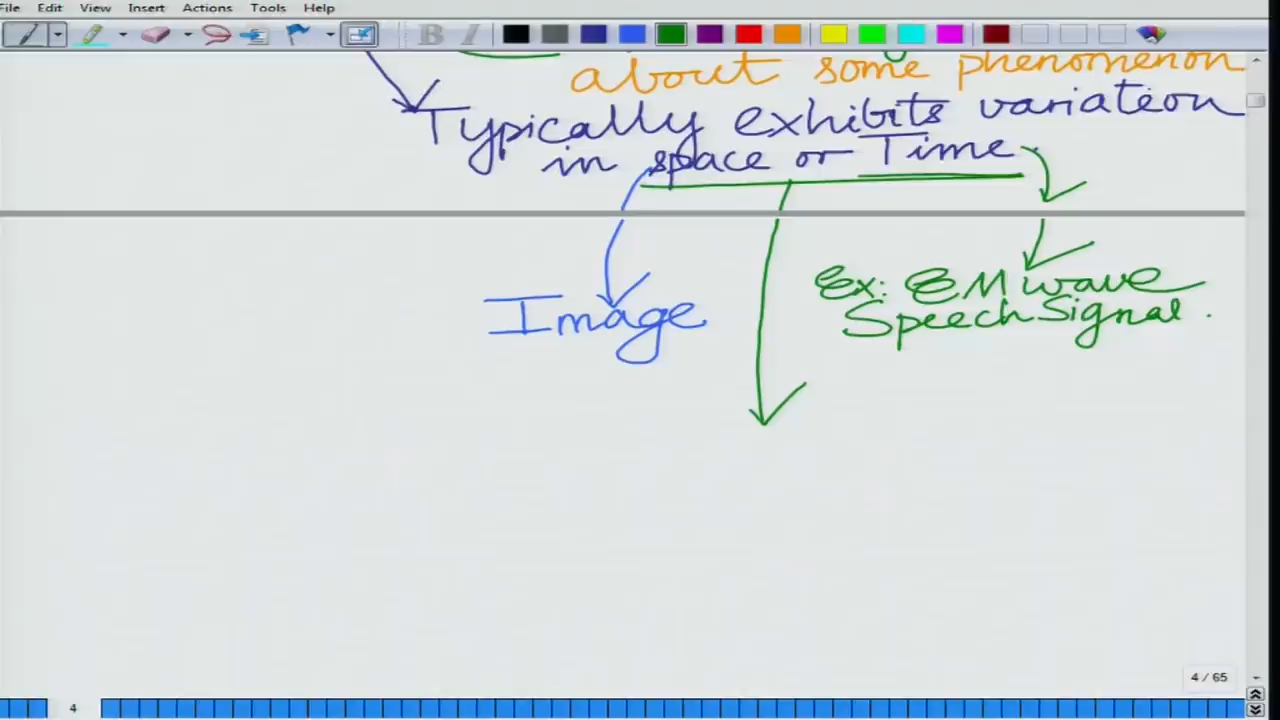 File Edit View Insert Actions Tools Help
B I
about some phenomenon
Typically exhibits variation
in space or Time
Image
Ex: EM wave
Speech Signal.
4 / 65
4